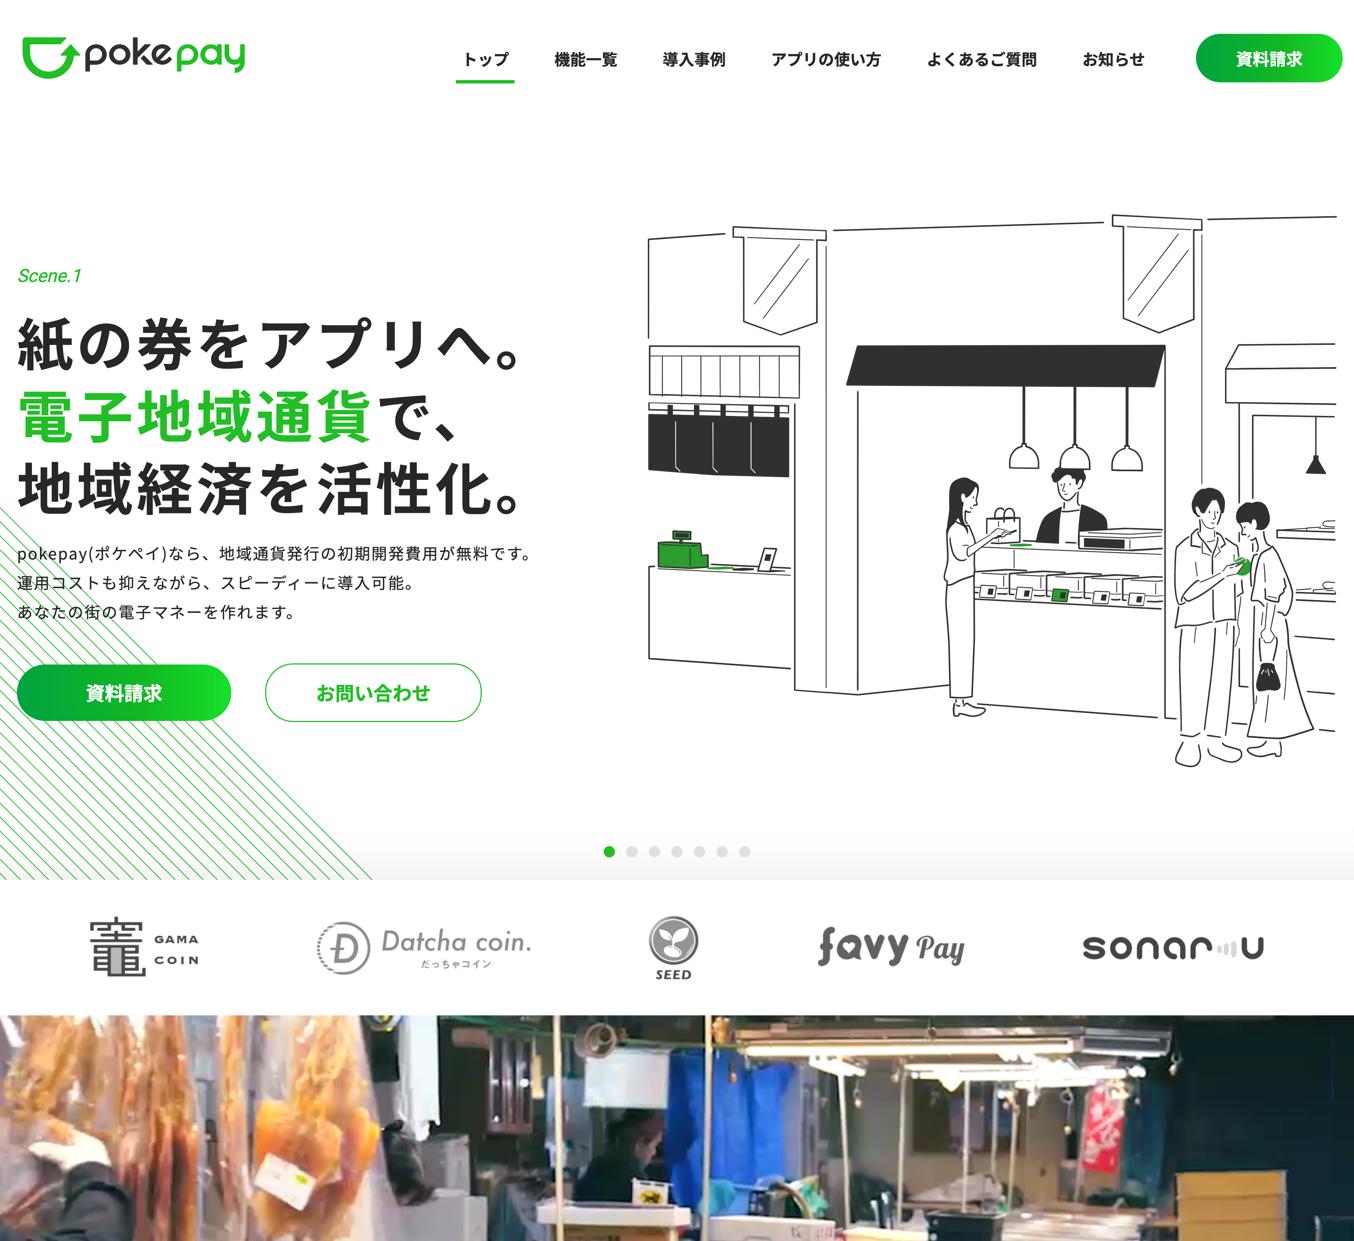 pokepay
トップ
機能一覧
導入事例
アプリの使い方
よくあるご質問
お知らせ
資料請求
Scene.1
紙の券をアプリへ。
電子地域通貨で、
地域経済を活性化。
pokepay(ポケペイ)なら、地域通貨発行の初期開発費用が無料です。
運用コストも抑えながら、スピーディーに導入可能。
あなたの街の電子マネーを作れます。
資料請求
お問い合わせ
竈
GAMA
COIN
Datcha coin.
だっちゃコイン
SEED
favy Pay
sonar u